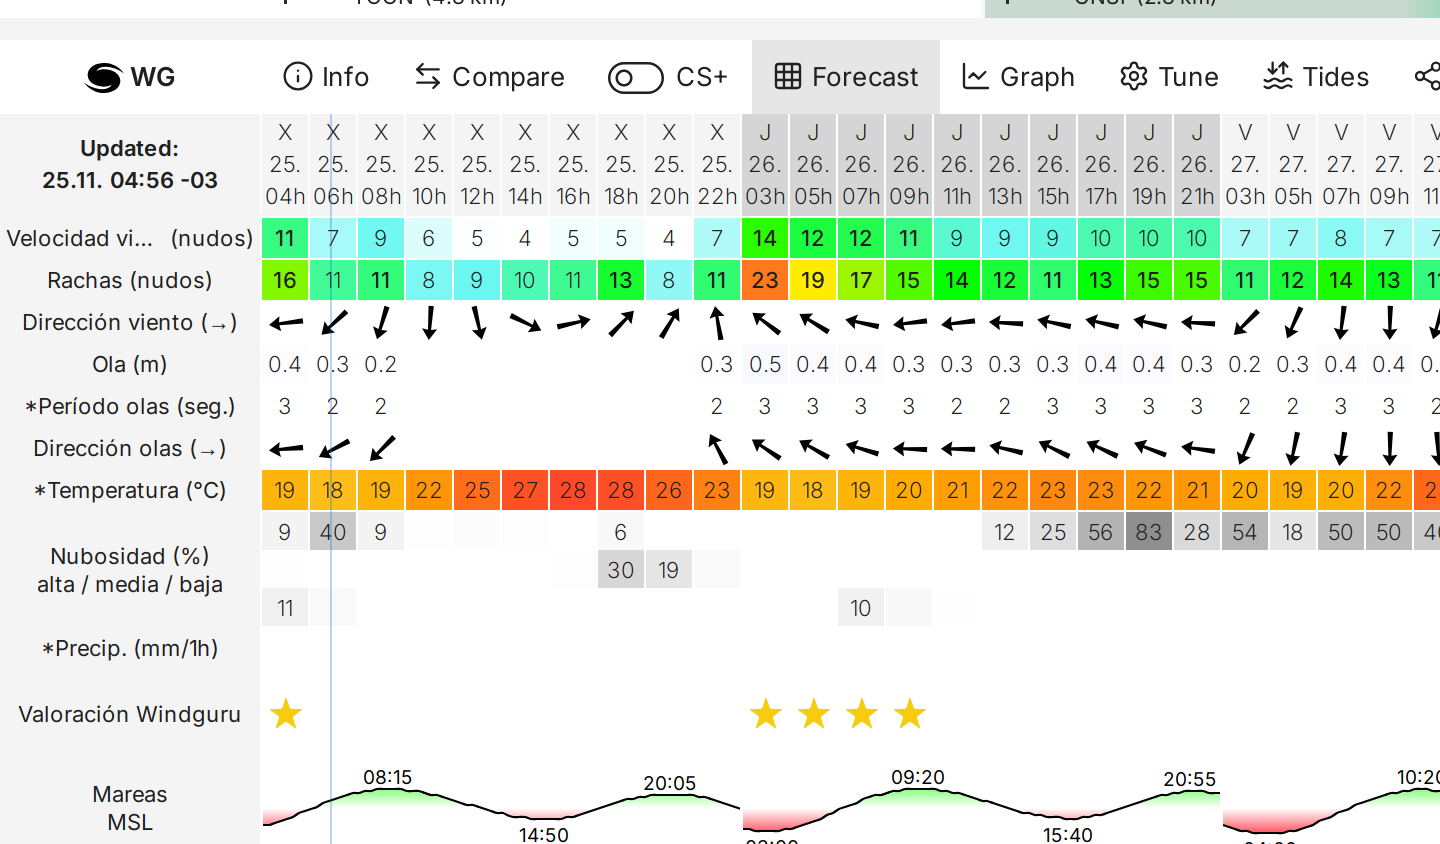 WG Info Compare CS+ Forecast Graph Tune Tides
Updated:
25.11. 04:56 -03
X X X X X X X X X X J J J J J J J J J J V V V V
25. 25. 25. 25. 25. 25. 25. 25. 25. 25. 26. 26. 26. 26. 26. 26. 26. 26. 26. 26. 27. 27. 27. 27.
04h 06h 08h 10h 12h 14h 16h 18h 20h 22h 03h 05h 07h 09h 11h 13h 15h 17h 19h 21h 03h 05h 07h 09h
Velocidad vi... (nudos) 11 7 9 6 5 4 5 5 4 7 14 12 12 11 9 9 9 10 10 10 7 7 8 7
Rachas (nudos) 16 11 11 8 9 10 11 13 8 11 23 19 17 15 14 12 11 13 15 15 11 12 14 13
Dirección viento (→)
Ola (m) 0.4 0.3 0.2 0.3 0.5 0.4 0.4 0.3 0.3 0.3 0.3 0.4 0.4 0.3 0.2 0.3 0.4 0.4
*Período olas (seg.) 3 2 2 2 3 3 3 3 2 2 3 3 3 3 2 2 3 3
Dirección olas (→)
*Temperatura (°C) 19 18 19 22 25 27 28 28 26 23 19 18 19 20 21 22 23 23 22 21 20 19 20 22
9 40 9 6 12 25 56 83 28 54 18 50 50
Nubosidad (%)
30 19
alta / media / baja
11 10
*Precip. (mm/1h)
Valoración Windguru
08:15 20:05 09:20 20:55
Mareas
MSL
14:50 15:40